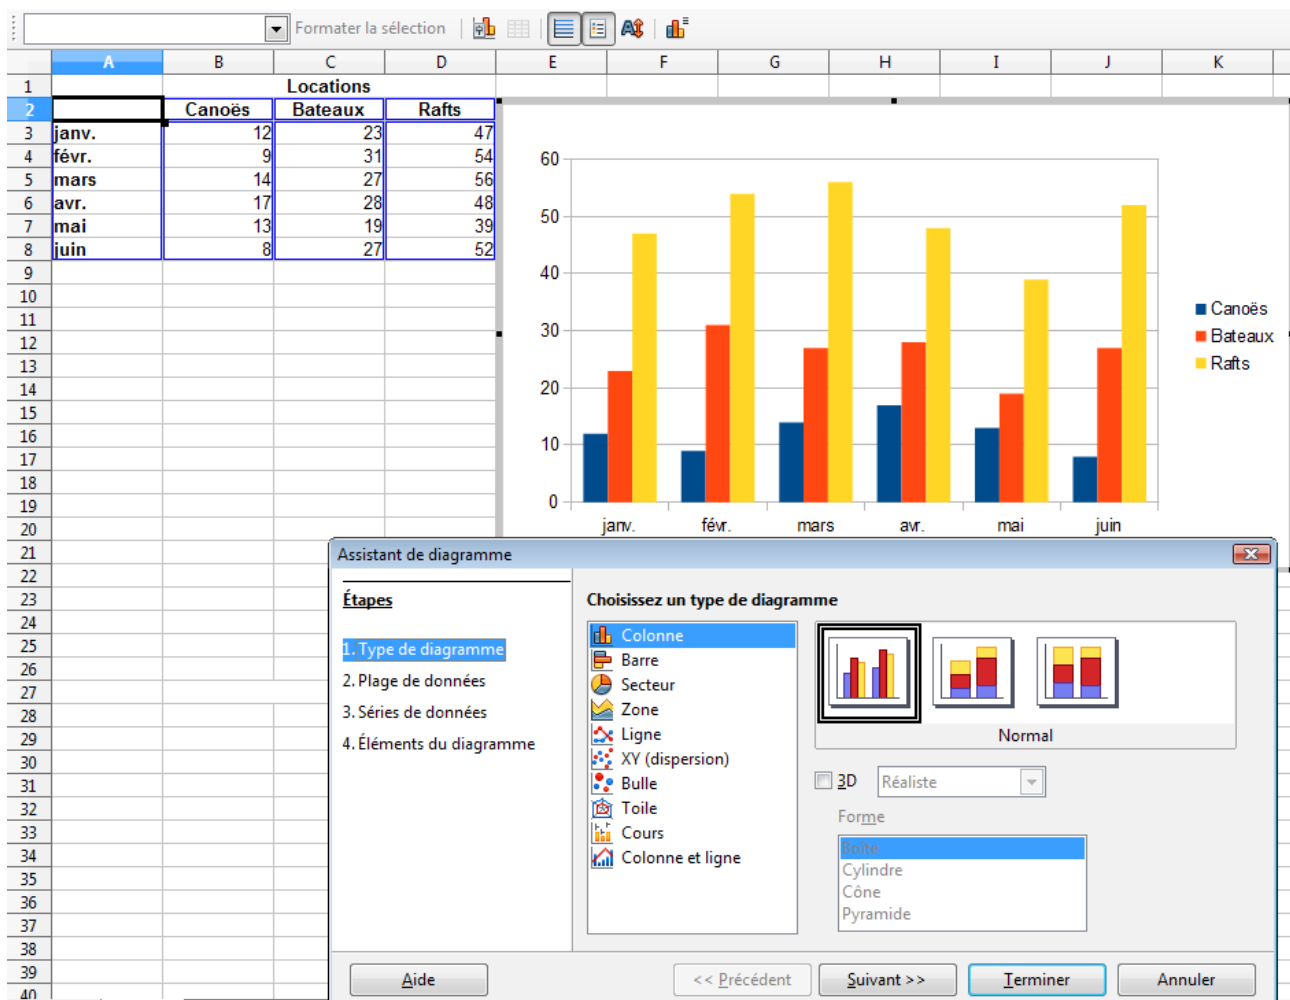 Formater la sélection
A B C D E F G H I J K
1 Locations
2 Canoës Bateaux Rafts
3 janv. 12 23 47
4 févr. 9 31 54
5 mars 14 27 56
6 avr. 17 28 48
7 mai 13 19 39
8 juin 8 27 52
9
10
11
12
13
14
15
16
17
18
19
20
21
22
23
24
25
26
27
28
29
30
31
32
33
34
35
36
37
38
39
40
60
50
40
30
20
10
0
janv. févr. mars avr. mai juin
Canoës
Bateaux
Rafts
Assistant de diagramme
Étapes
1. Type de diagramme
2. Plage de données
3. Séries de données
4. Éléments du diagramme
Choisissez un type de diagramme
Colonne
Barre
Secteur
Zone
Ligne
XY (dispersion)
Bulle
Toile
Cours
Colonne et ligne
Normal
3D Réaliste
Forme
Boîte
Cylindre
Cône
Pyramide
Aide << Précédent Suivant >> Terminer Annuler